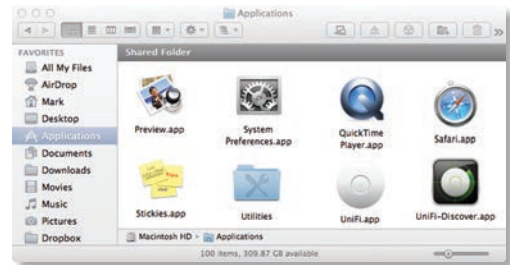 Applications
FAVORITES
All My Files
AirDrop
Mark
Desktop
Applications
Documents
Downloads
Movies
Music
Pictures
Dropbox
Shared Folder
Preview.app
System
Preferences.app
QuickTime
Player.app
Safari.app
Stickies.app
Utilities
UniFi.app
UniFi-Discover.app
Macintosh HD
Applications
100 items, 309.87 GB available